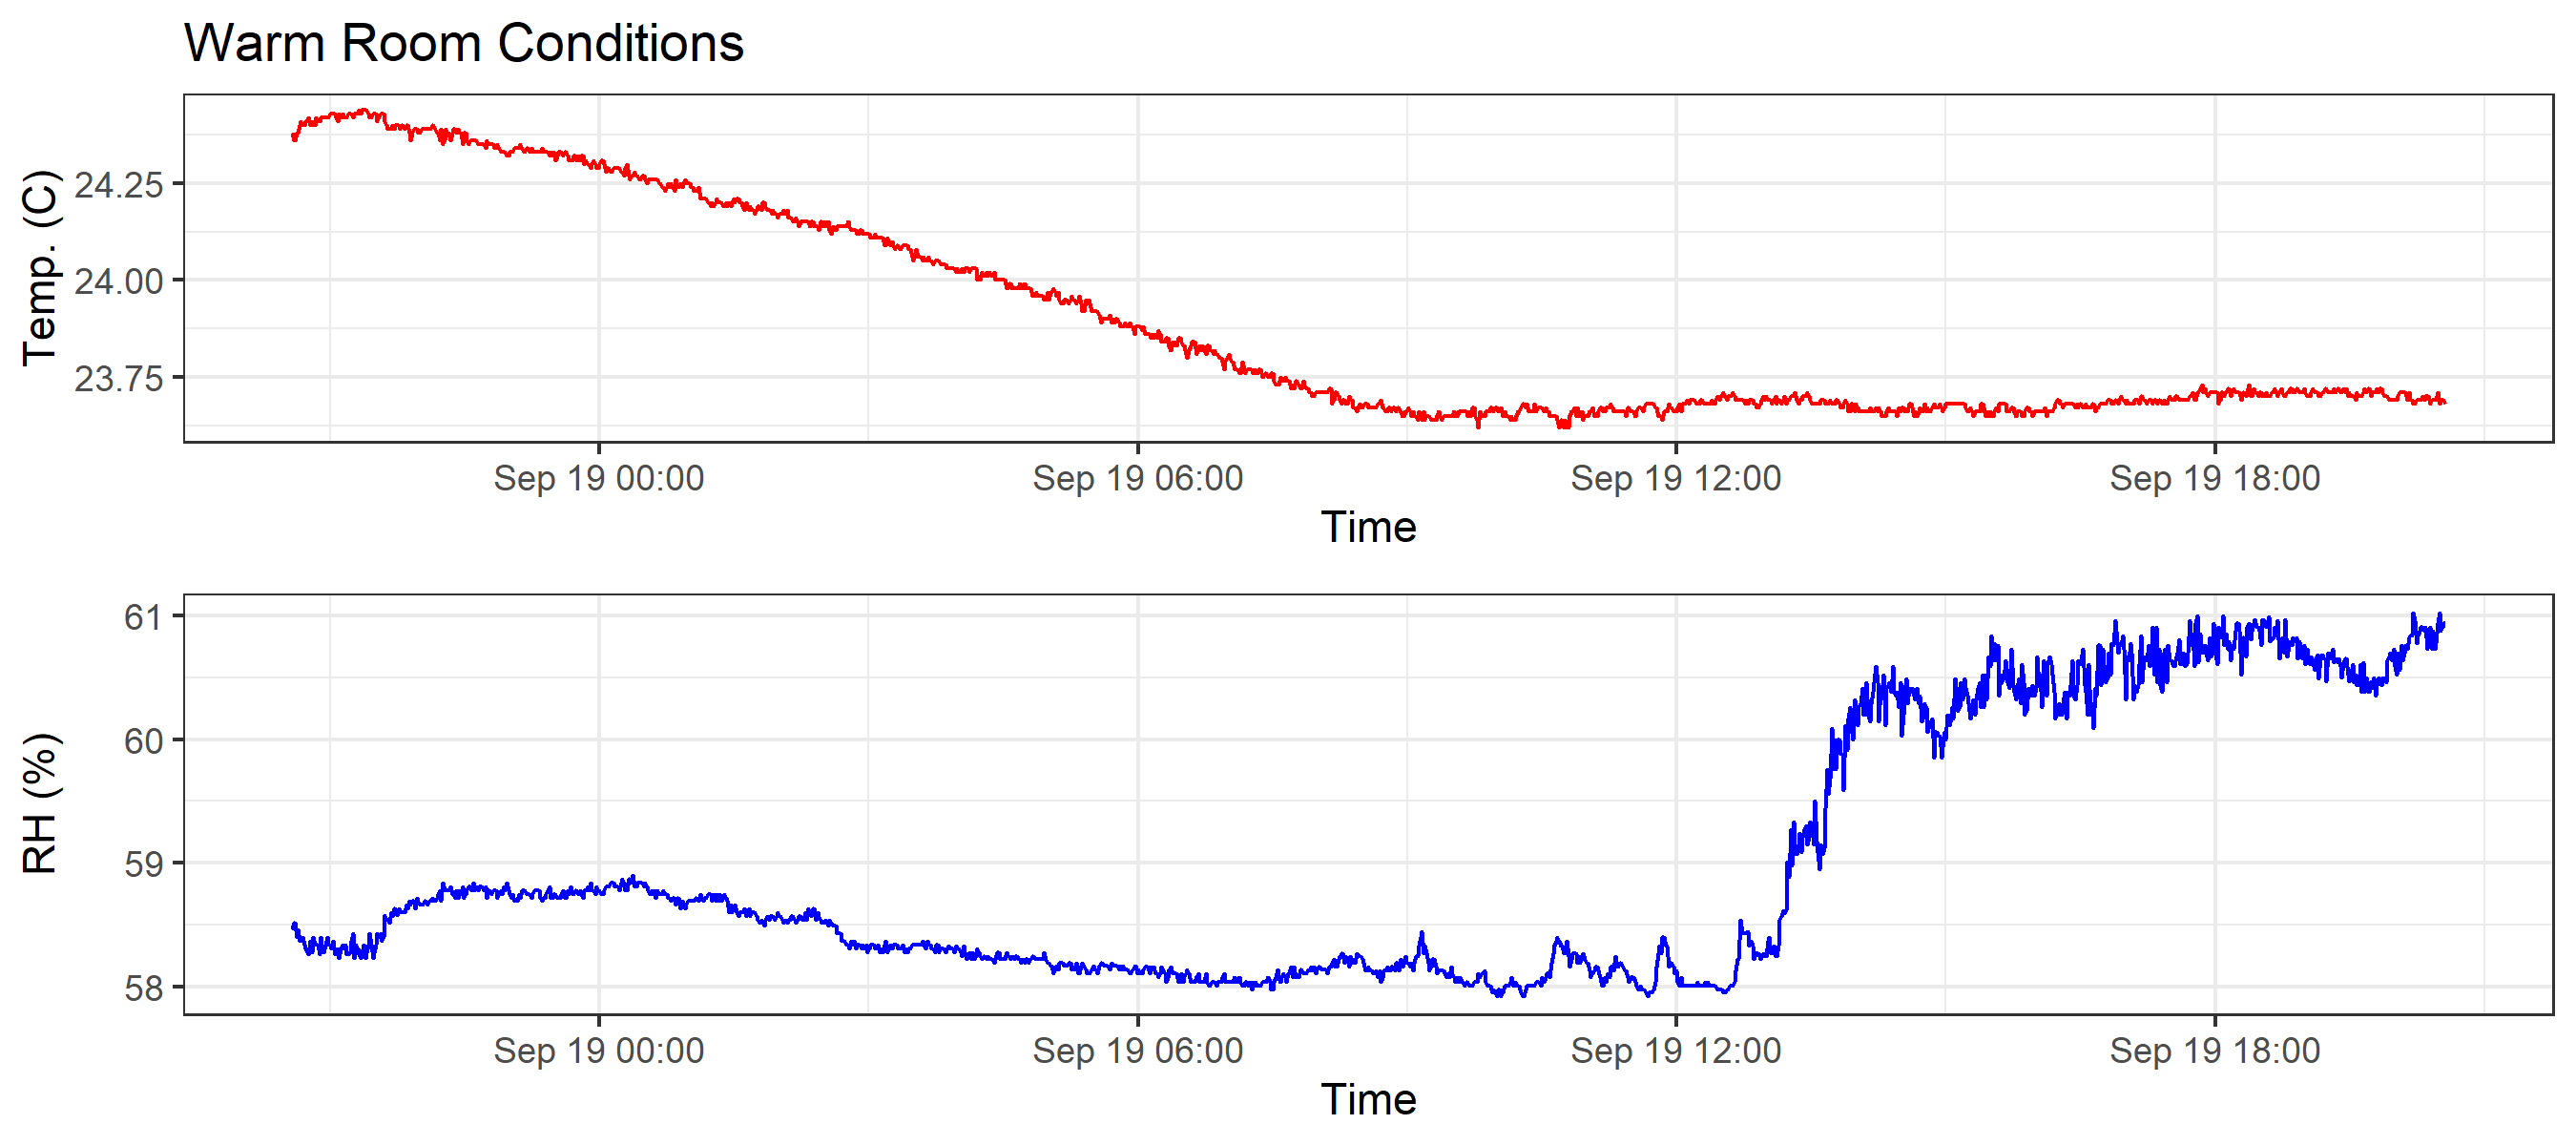 Warm Room Conditions
Temp. (C)
24.25
24.00
23.75
Sep 19 00:00 Sep 19 06:00 Sep 19 12:00 Sep 19 18:00
Time
RH (%)
61
60
59
58
Sep 19 00:00 Sep 19 06:00 Sep 19 12:00 Sep 19 18:00
Time